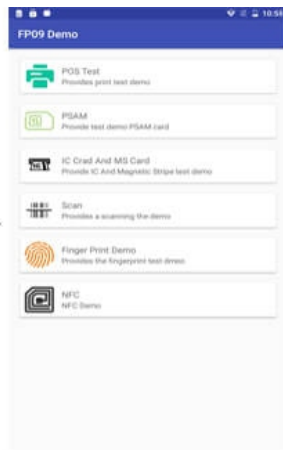 10:58
FP09 Demo
POS Test
Provides print test demo
PSAM
Provide test demo PSAM card
IC Crad And MS Card
Provide IC And Magnetic Stripe test demo
Scan
Provides a scanning the demo
Finger Print Demo
Provides the fingerprint test dmeo
NFC
NFC Demo